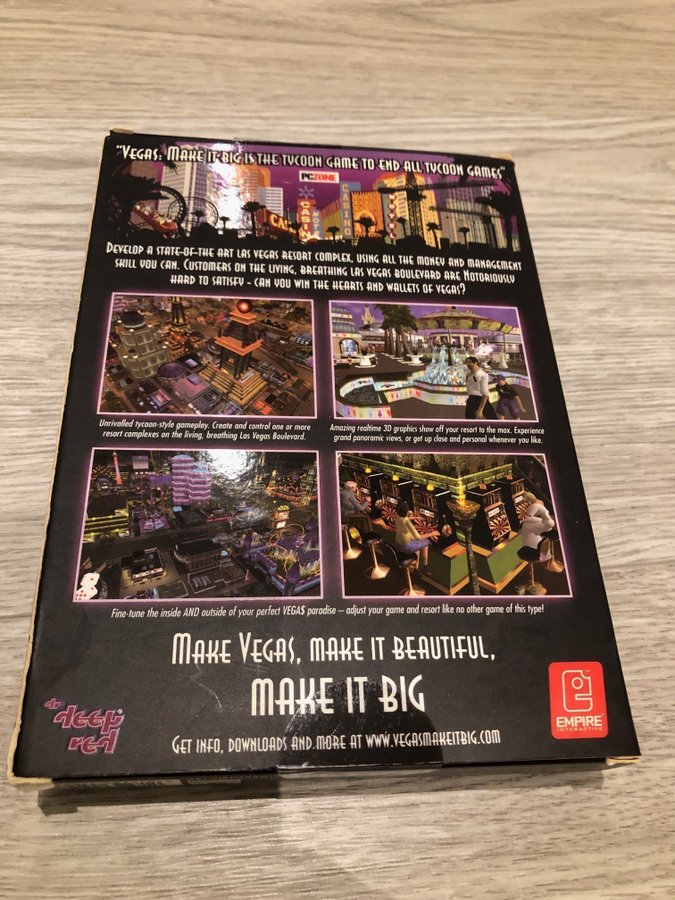 "Vegas: Make it big is the tycoon game to end all tycoon games"
PCZONE
CASINO
Develop a state-of-the art Las Vegas resort complex, using all the money and management
skill you can. Customers on the living, breathing Las Vegas Boulevard are Notoriously
hard to satisfy - can you win the hearts and wallets of Vegas?
Unrivalled tycoon-style gameplay. Create and control one or more
resort complexes on the living, breathing Las Vegas Boulevard.
Amazing realtime 3D graphics show off your resort to the max. Experience
grand panoramic views, or get up close and personal whenever you like.
Fine-tune the inside AND outside of your perfect VEGA$ paradise – adjust your game and resort like no other game of this type!
Make Vegas, make it beautiful,
make it big
dr deep red
Get info, downloads and more at www.vegasmakeitbig.com
EMPIRE
INTERACTIVE